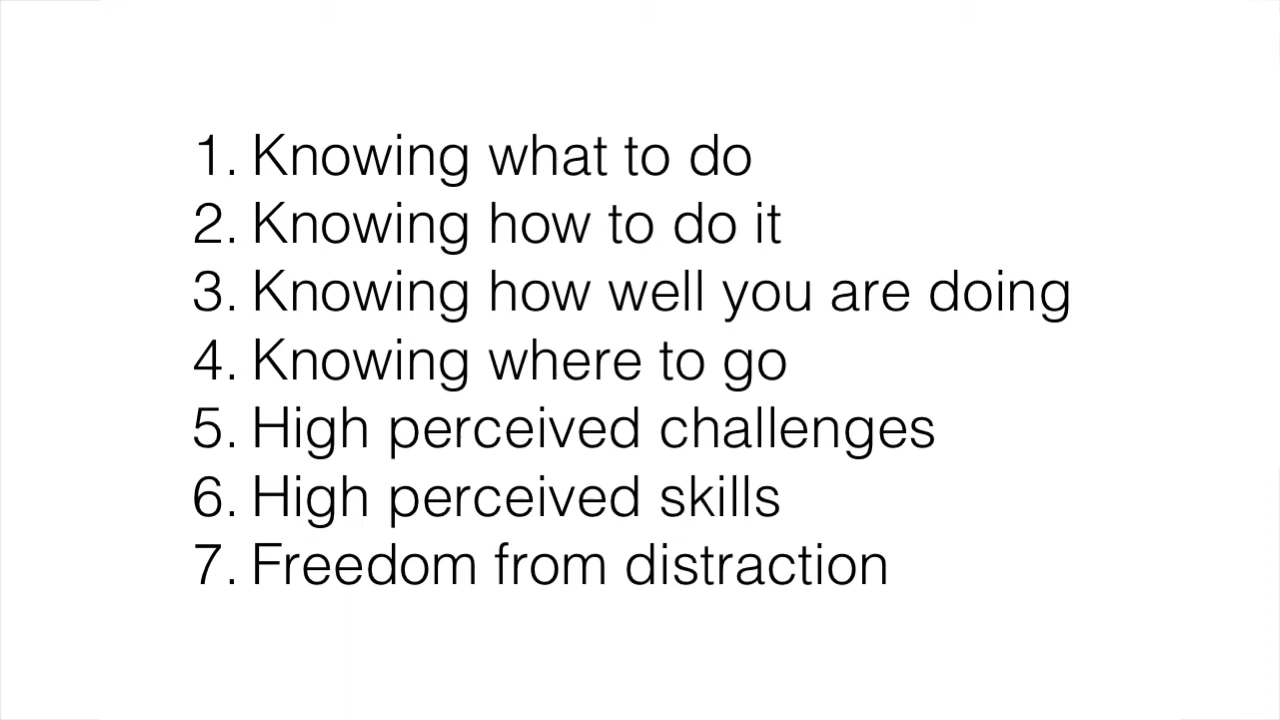 1. Knowing what to do
2. Knowing how to do it
3. Knowing how well you are doing
4. Knowing where to go
5. High perceived challenges
6. High perceived skills
7. Freedom from distraction